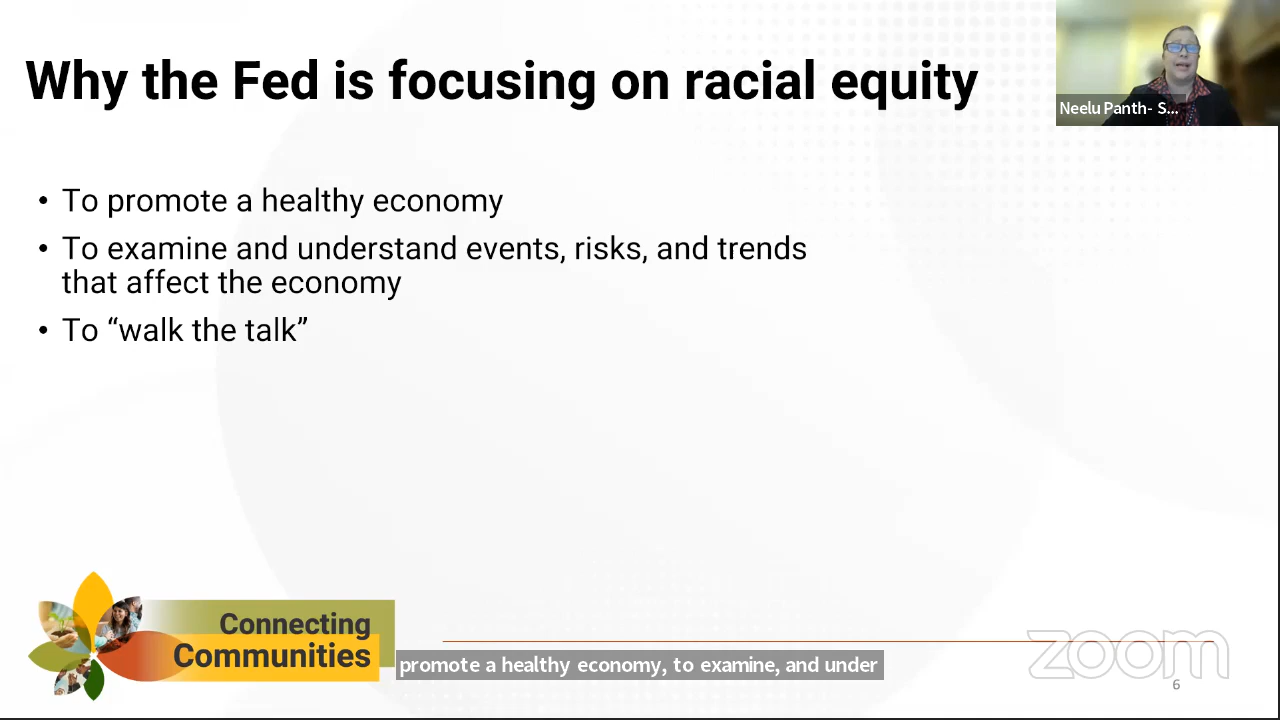 Why the Fed is focusing on racial equity
Neelu Panth- S...
• To promote a healthy economy
• To examine and understand events, risks, and trends
that affect the economy
• To “walk the talk”
Connecting
Communities
promote a healthy economy, to examine, and under
zoom
6